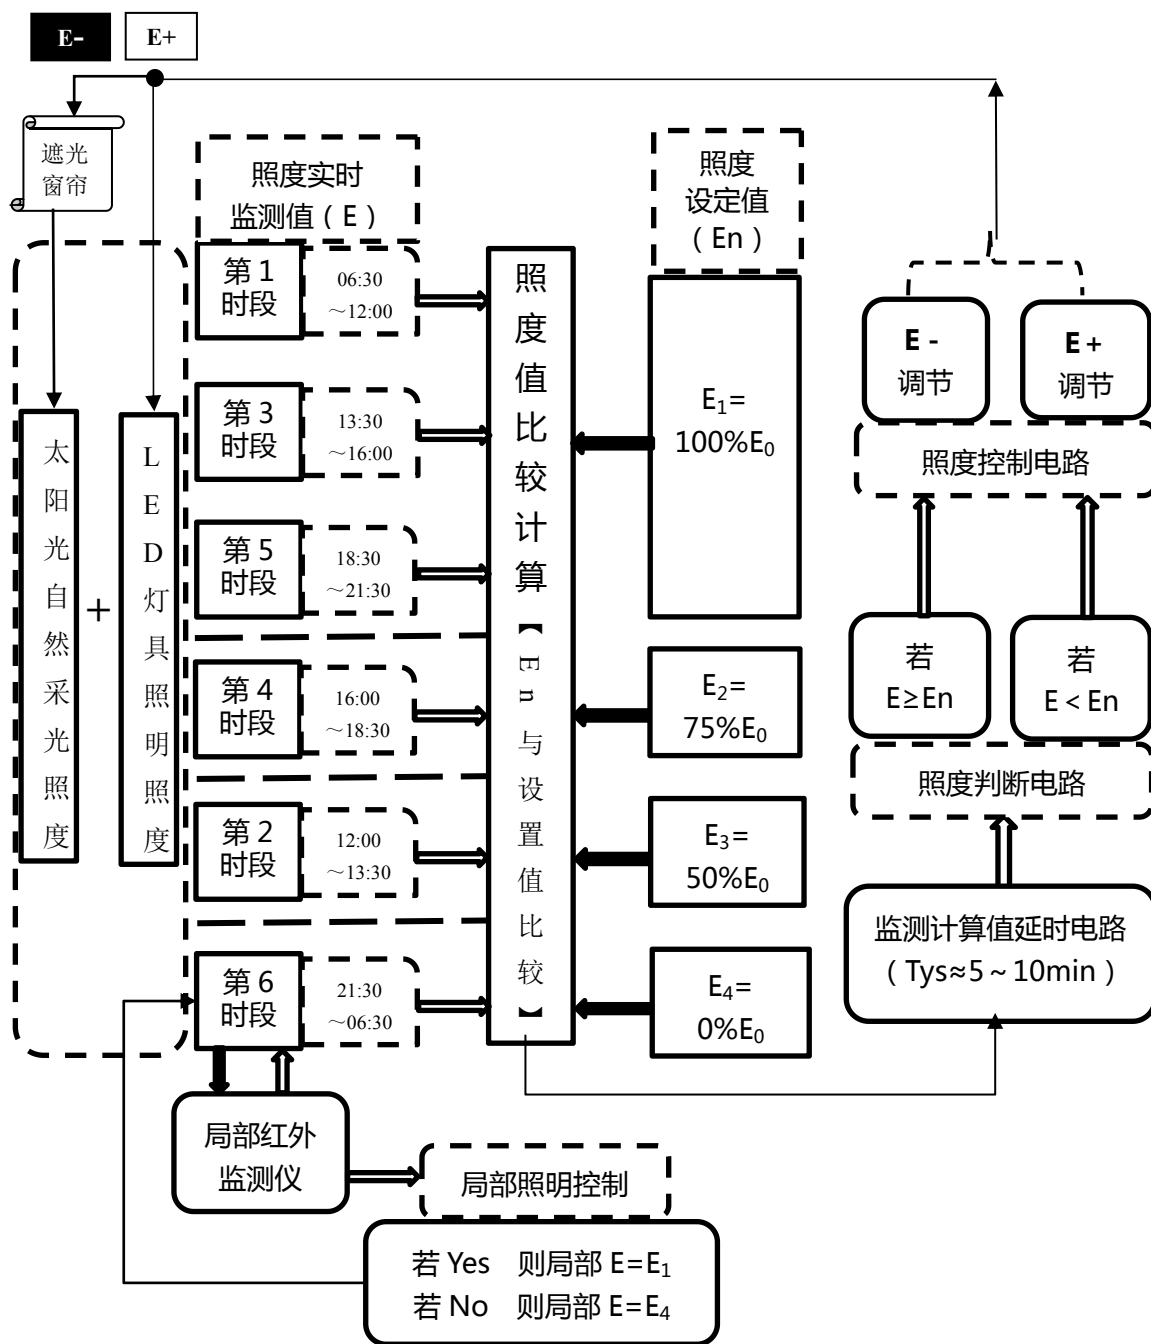 E-
E+
遮光
窗帘
照度实时
监测值（E）
照度
设定值
（En）
第 1
时段
06:30
～12:00
第 3
时段
13:30
～16:00
第 5
时段
18:30
～21:30
第 4
时段
16:00
～18:30
第 2
时段
12:00
～13:30
第 6
时段
21:30
～06:30
太阳光自然采光照度
+
LED灯具照明照度
照度值比较计算【En与设置值比较】
E₁=
100%E₀
E₂=
75%E₀
E₃=
50%E₀
E₄=
0%E₀
E -
调节
E +
调节
照度控制电路
若
E≥En
若
E＜En
照度判断电路
监测计算值延时电路
（Tys≈5～10min）
局部红外
监测仪
局部照明控制
若 Yes 则局部 E=E₁
若 No 则局部 E=E₄